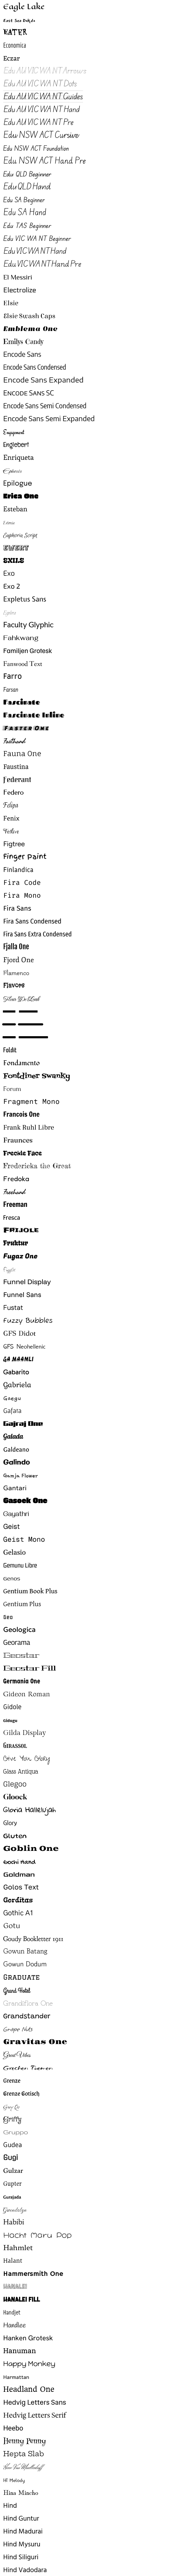 Eagle Lake
East Sea Dokdo
EATER
Economica
Eczar
Edu AU VIC WA NT Arrows
Edu AU VIC WA NT Dots
Edu AU VIC WA NT Guides
Edu AU VIC WA NT Hand
Edu AU VIC WA NT Pre
Edu NSW ACT Cursive
Edu NSW ACT Hand Pre
Edu NSW ACT Foundation
Edu QLD Beginner
Edu QLD Hand
Edu SA Beginner
Edu SA Hand
Edu TAS Beginner
Edu VIC WA NT Beginner
Edu VIC WA NT Hand
Edu VIC WA NT Hand Pre
El Messiri
Electrolize
Elsie
Elsie Swash Caps
Emblema One
Emilys Candy
Encode Sans
Encode Sans Condensed
Encode Sans Expanded
Encode Sans SC
Encode Sans Semi Condensed
Encode Sans Semi Expanded
Engagement
Englebert
Enriqueta
Ephesis
Epilogue
Erica One
Esteban
Estonia
Euphoria Script
Ewert
EXILE
Exo
Exo 2
Expletus Sans
Explora
Faculty Glyphic
Fahkwang
Familjen Grotesk
Fanwood Text
Farro
Farsan
Fascinate
Fascinate Inline
Faster One
Fasthand
Fauna One
Faustina
Federant
Federo
Felipa
Fenix
Festive
Figtree
Finger Paint
Finlandica
Fira Code
Fira Mono
Fira Sans
Fira Sans Condensed
Fira Sans Extra Condensed
Fjalla One
Fjord One
Flamenco
Flavors
Fleur De Leah
Foldit
Fondamento
Fontdiner Swanky
Forum
Fragment Mono
Francois One
Frank Ruhl Libre
Fraunces
Freckle Face
Fredericka the Great
Fredoka
Freehand
Freeman
Fresca
Frijole
Fruktur
Fugaz One
Fuggles
Funnel Display
Funnel Sans
Fustat
Fuzzy Bubbles
GFS Didot
GFS Neohellenic
Ga Maamli
Gabarito
Gabriela
Gaegu
Gafata
Gajraj One
Galada
Galdeano
Galindo
Gamja Flower
Gantari
Gasoek One
Gayathri
Geist
Geist Mono
Gelasio
Gemunu Libre
Genos
Gentium Book Plus
Gentium Plus
Geo
Geologica
Georama
Geostar
Geostar Fill
Germania One
Gideon Roman
Gidole
Gidugu
Gilda Display
Girassol
Give You Glory
Glass Antiqua
Glegoo
Gloock
Gloria Hallelujah
Glory
Gluten
Goblin One
Gochi Hand
Goldman
Golos Text
Gorditas
Gothic A1
Gotu
Goudy Bookletter 1911
Gowun Batang
Gowun Dodum
Graduate
Grand Hotel
Grandiflora One
Grandstander
Grape Nuts
Gravitas One
Great Vibes
Grechen Fuemen
Grenze
Grenze Gotisch
Grey Qo
Griffy
Gruppo
Gudea
Gugi
Gulzar
Gupter
Gurajada
Gwendolyn
Habibi
Hachi Maru Pop
Hahmlet
Halant
Hammersmith One
Hanalei
Hanalei Fill
Handjet
Handlee
Hanken Grotesk
Hanuman
Happy Monkey
Harmattan
Headland One
Hedvig Letters Sans
Hedvig Letters Serif
Heebo
Henny Penny
Hepta Slab
Herr Von Muellerhoff
Hi Melody
Hina Mincho
Hind
Hind Guntur
Hind Madurai
Hind Mysuru
Hind Siliguri
Hind Vadodara